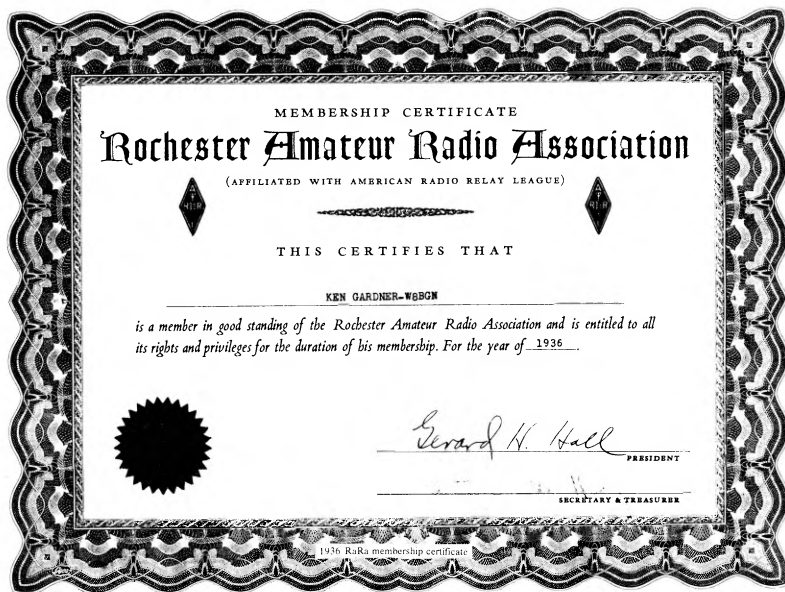 MEMBERSHIP CERTIFICATE
Rochester Amateur Radio Association
(AFFILIATED WITH AMERICAN RADIO RELAY LEAGUE)
THIS CERTIFIES THAT
KEN GARDNER-W8BGN
is a member in good standing of the Rochester Amateur Radio Association and is entitled to all
its rights and privileges for the duration of his membership. For the year of 1936.
Gerard H. Hall
PRESIDENT
SECRETARY & TREASURER
1936 RaRa membership certificate